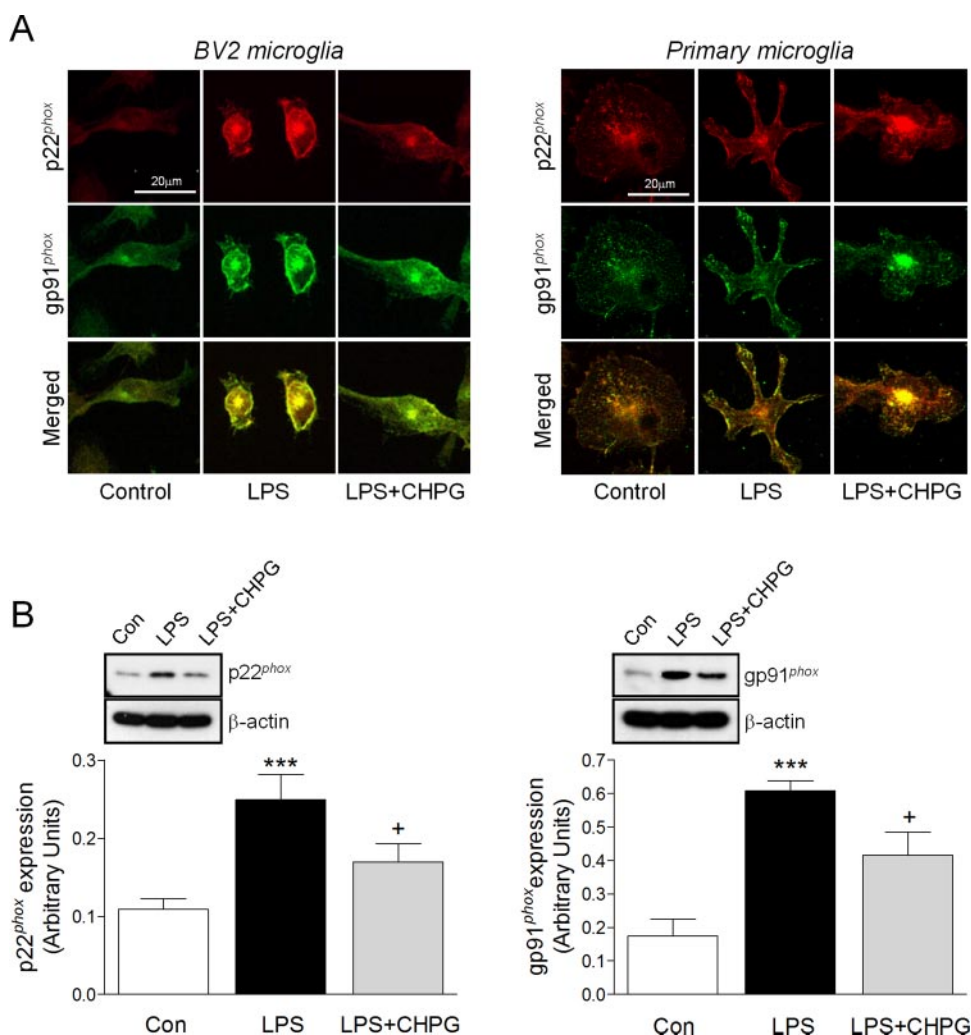 A
BV2 microglia
Primary microglia
p22phox
20μm
gp91phox
Merged
Control
LPS
LPS+CHPG
p22phox
20μm
gp91phox
Merged
Control
LPS
LPS+CHPG
B
Con
LPS
LPS+CHPG
p22phox
β-actin
p22phox expression
(Arbitrary Units)
0.3
0.2
0.1
0.0
***
+
Con
LPS
LPS+CHPG
Con
LPS
LPS+CHPG
gp91phox
β-actin
gp91phox expression
(Arbitrary Units)
0.7
0.6
0.5
0.4
0.3
0.2
0.1
0.0
***
+
Con
LPS
LPS+CHPG